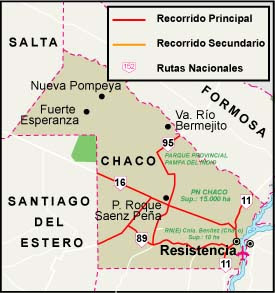 Recorrido Principal
Recorrido Secundario
152
Rutas Nacionales
SALTA
Nueva Pompeya
FORMOSA
Fuerte
Esperanza
Va. Río
Bermejito
95
CHACO
PARQUE PROVINCIAL
PAMPA DEL INDIO
16
PN CHACO
Sup.: 15.000 ha
SANTIAGO
DEL
ESTERO
P. Roque
Saenz Peña
11
RN(E) Cnia. Benitez
Sup.: 10 ha
89
Resistencia
11